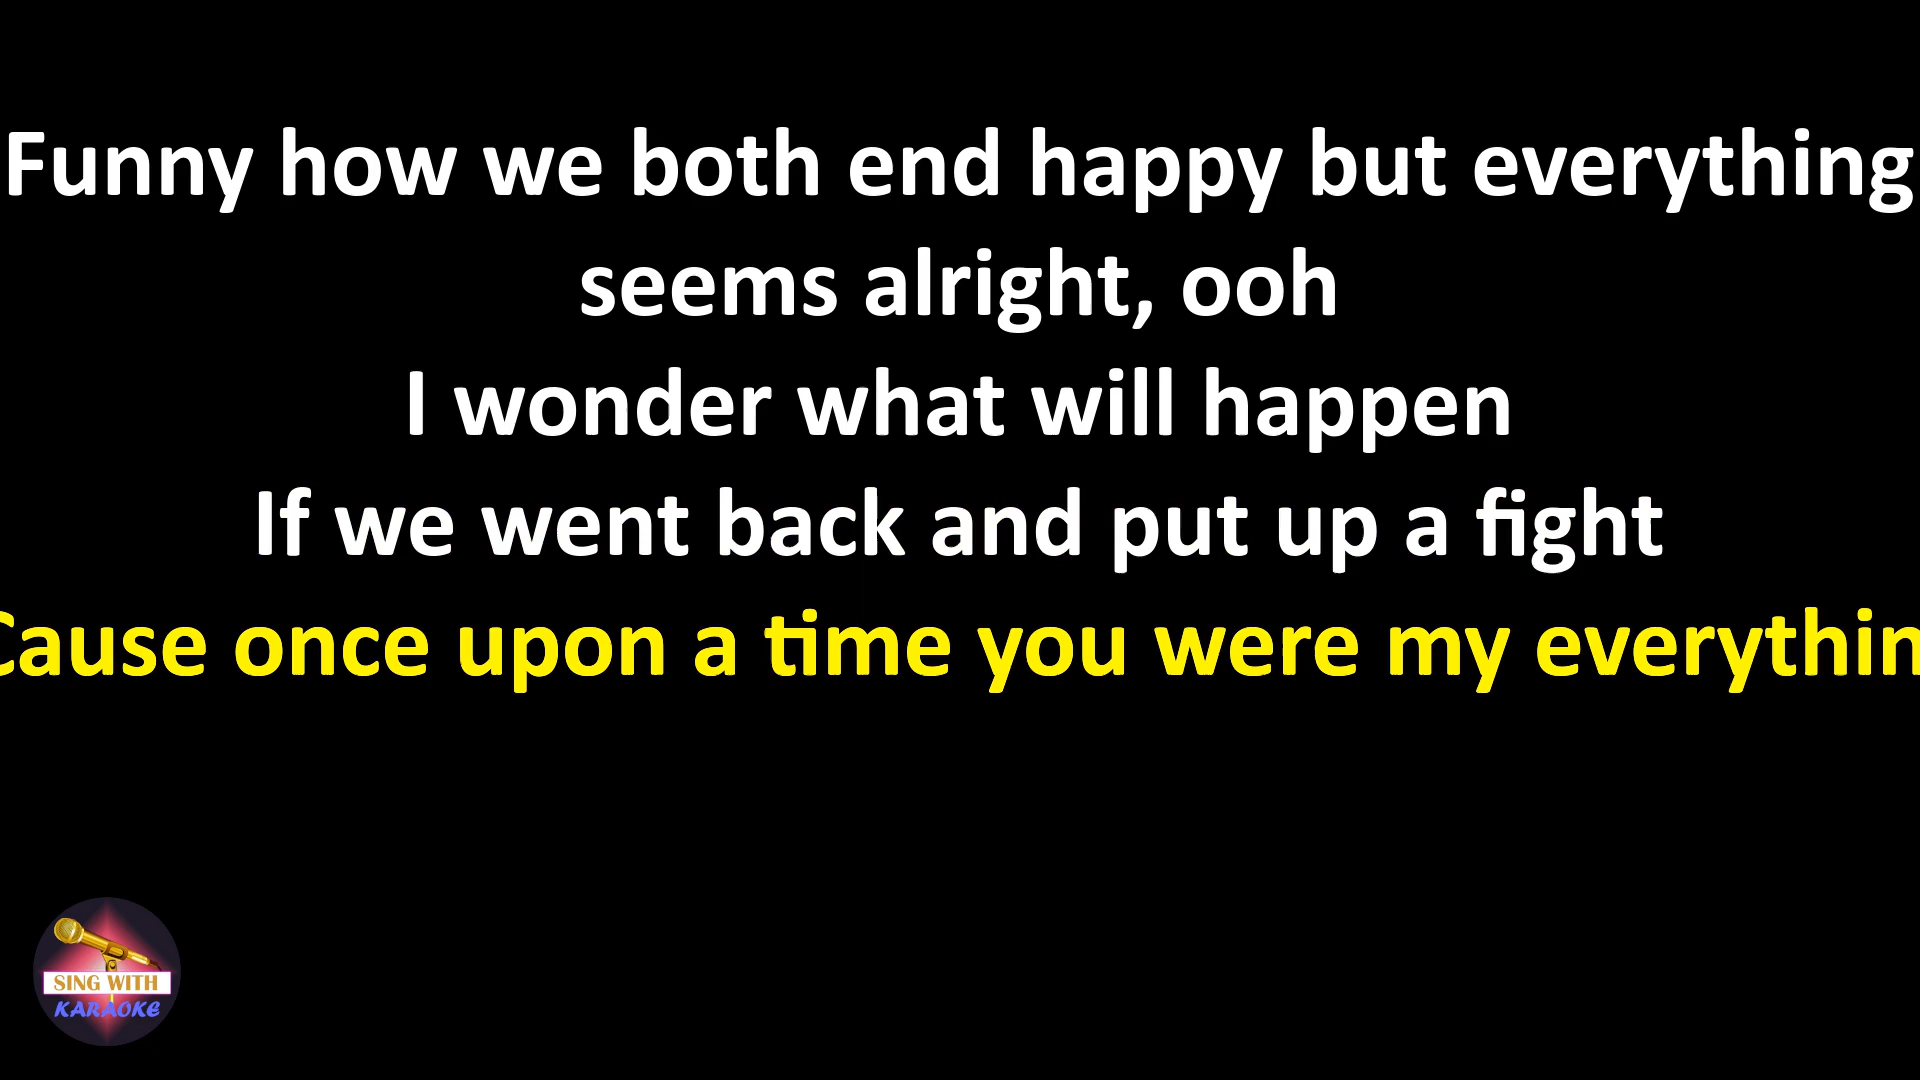 Funny how we both end happy but everything
seems alright, ooh
I wonder what will happen
If we went back and put up a fight
Cause once upon a time you were my everythin
SING WITH
KARAOKE